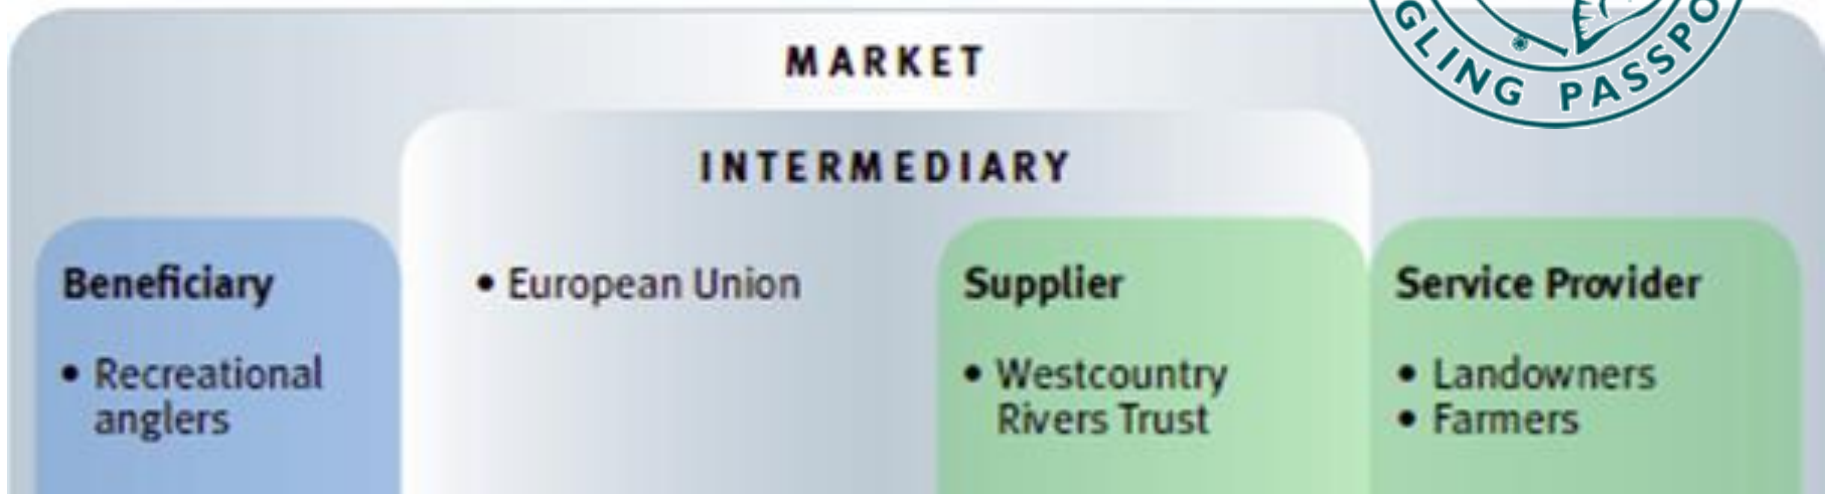 GLING PASSPO
MARKET
INTERMEDIARY
Beneficiary
• Recreational
anglers
• European Union
Supplier
• Westcountry
Rivers Trust
Service Provider
• Landowners
• Farmers